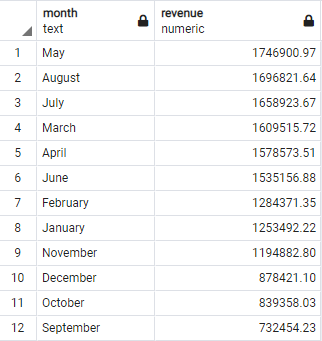 month revenue
text numeric
1 May 1746900.97
2 August 1696821.64
3 July 1658923.67
4 March 1609515.72
5 April 1578573.51
6 June 1535156.88
7 February 1284371.35
8 January 1253492.22
9 November 1194882.80
10 December 878421.10
11 October 839358.03
12 September 732454.23